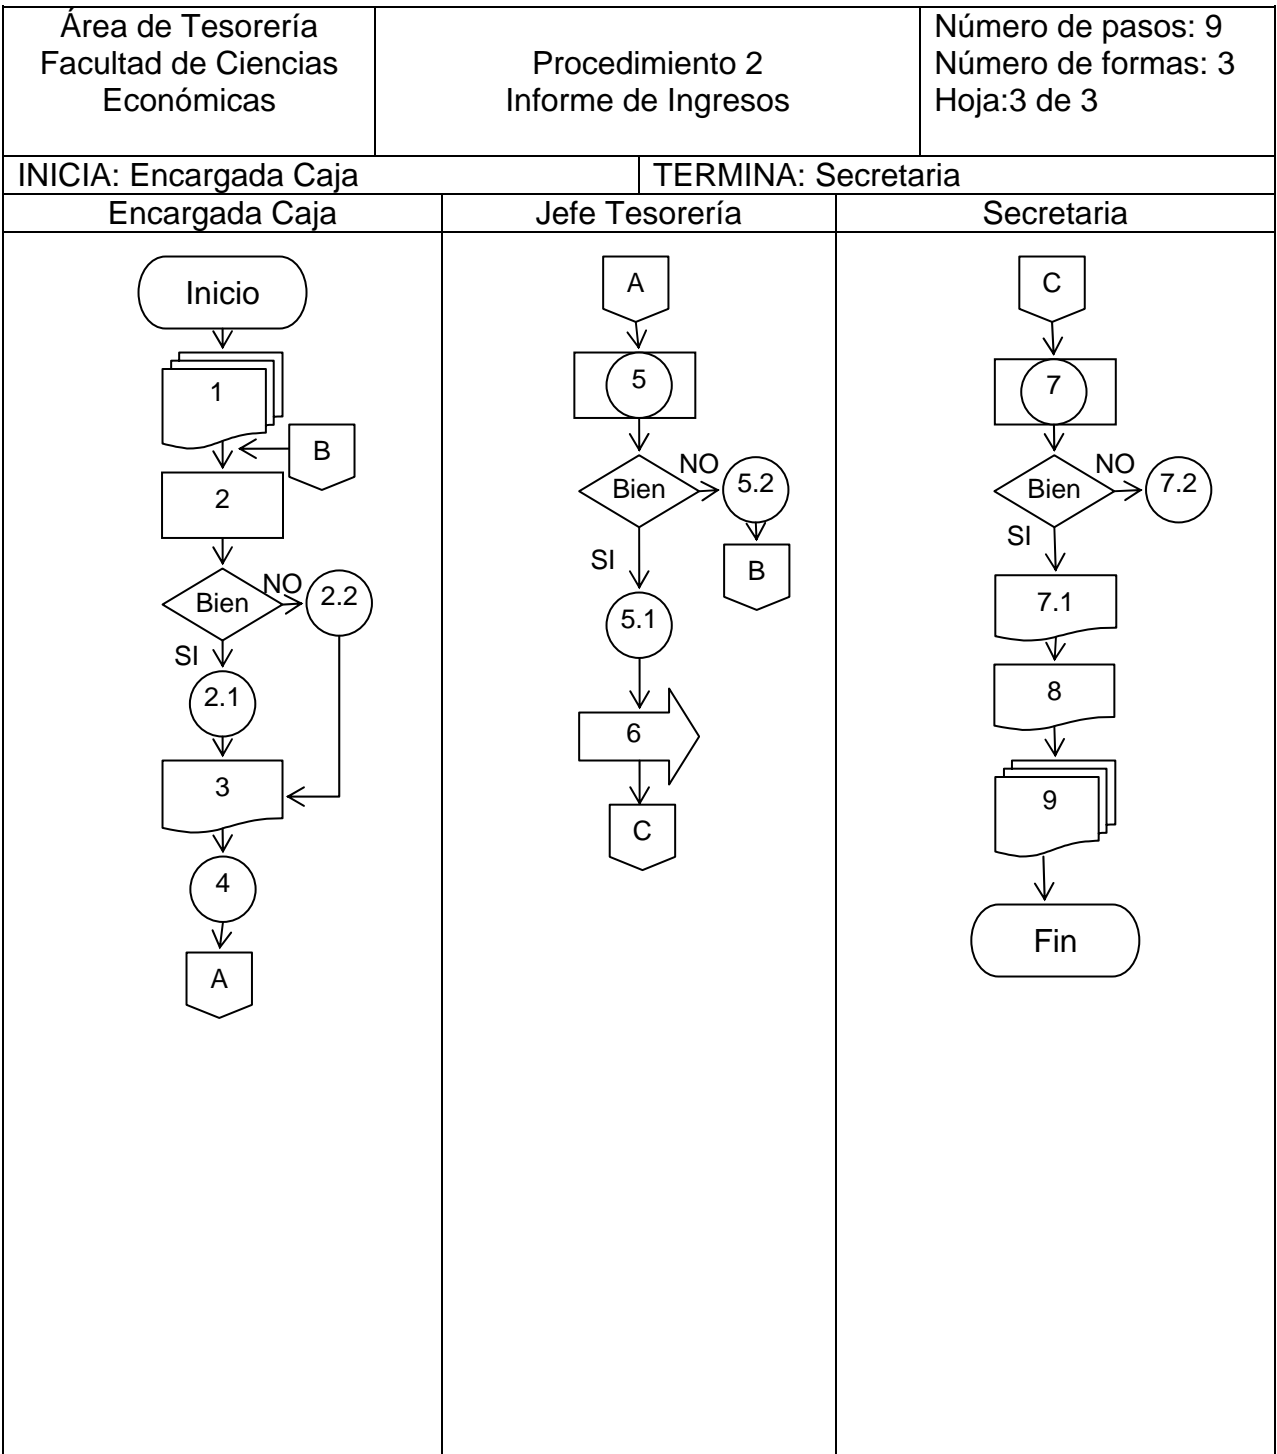 Área de Tesorería
Facultad de Ciencias
Económicas
Procedimiento 2
Informe de Ingresos
Número de pasos: 9
Número de formas: 3
Hoja:3 de 3
INICIA: Encargada Caja
TERMINA: Secretaria
Encargada Caja
Jefe Tesorería
Secretaria
Inicio
1
B
2
Bien
NO
2.2
SI
2.1
3
4
A
A
5
Bien
NO
5.2
B
SI
5.1
6
C
C
7
Bien
NO
7.2
SI
7.1
8
9
Fin